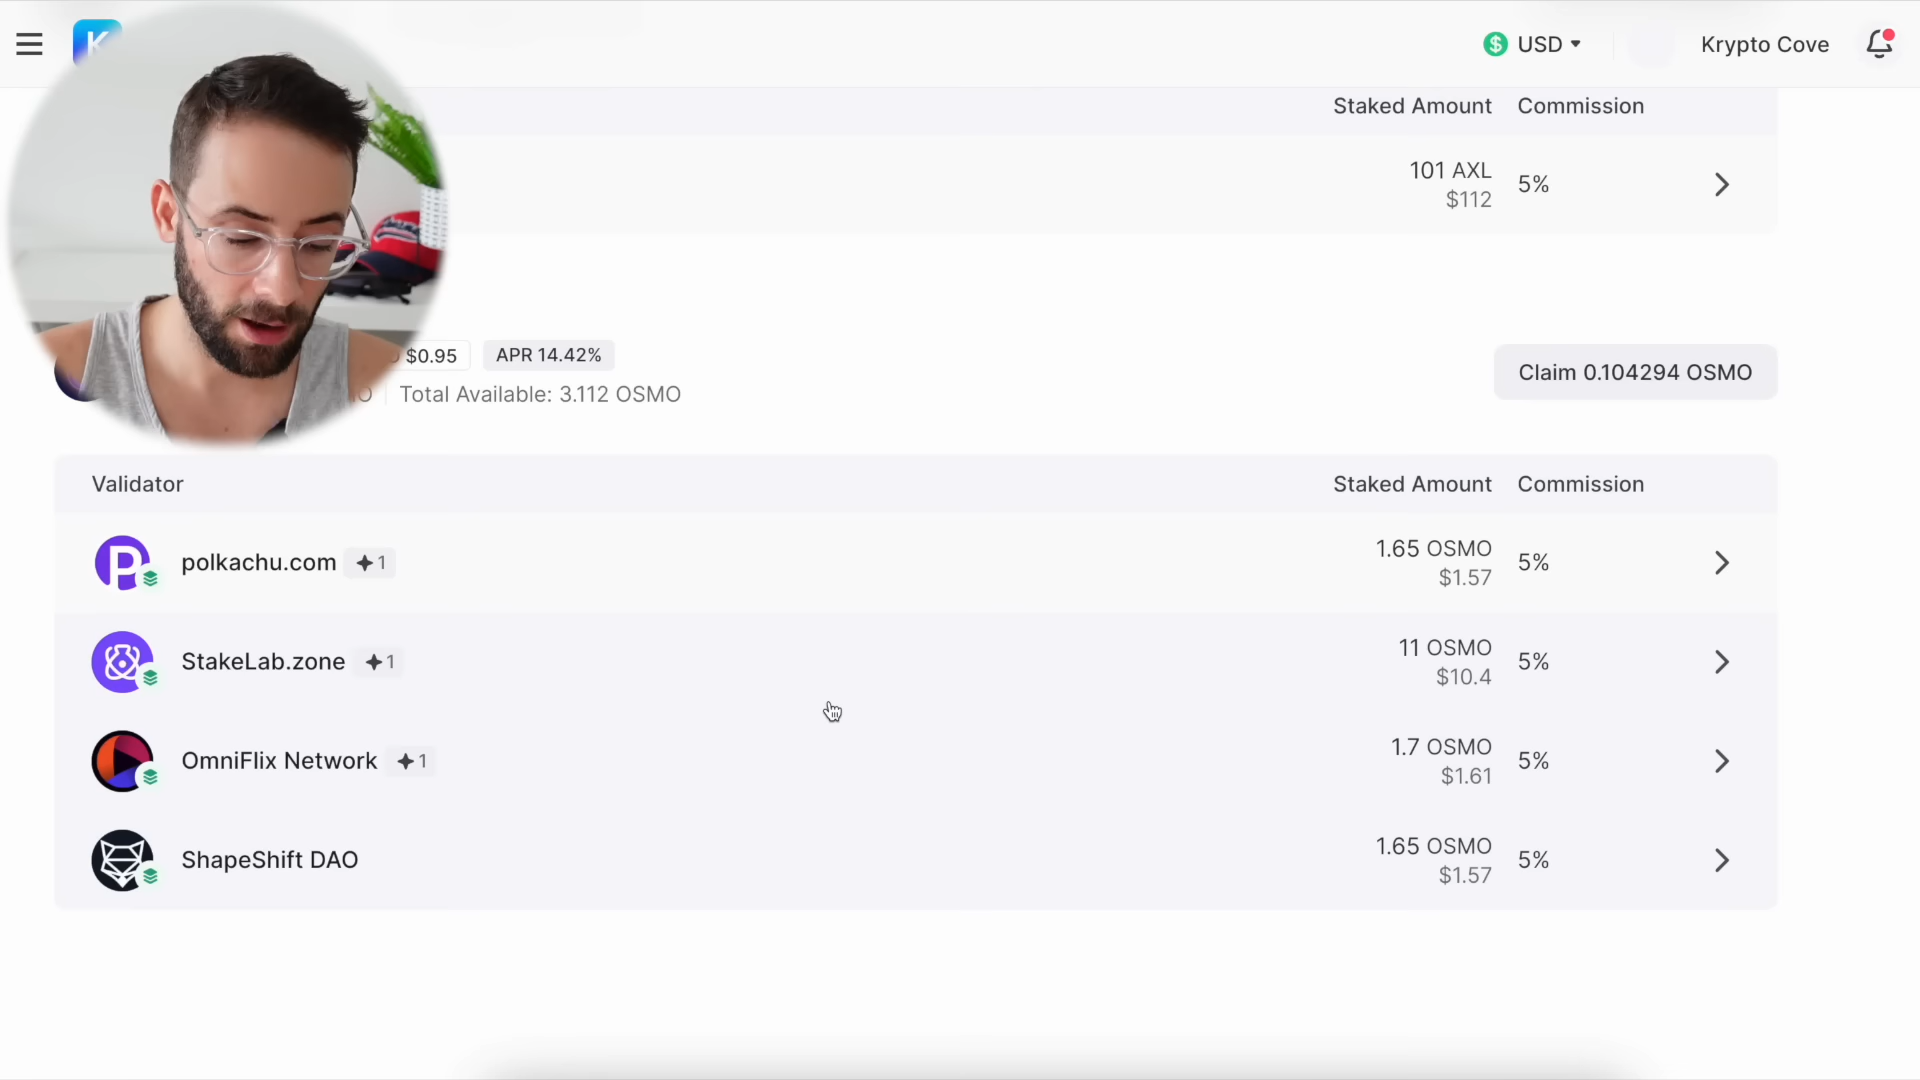 K
USD
Krypto Cove
Staked Amount Commission
101 AXL
5%
$112
$0.95 APR 14.42%
Total Available: 3.112 OSMO
Claim 0.104294 OSMO
Validator Staked Amount Commission
polkachu.com 1
1.65 OSMO
$1.57
5%
StakeLab.zone 1
11 OSMO
$10.4
5%
OmniFlix Network 1
1.7 OSMO
$1.61
5%
ShapeShift DAO
1.65 OSMO
$1.57
5%